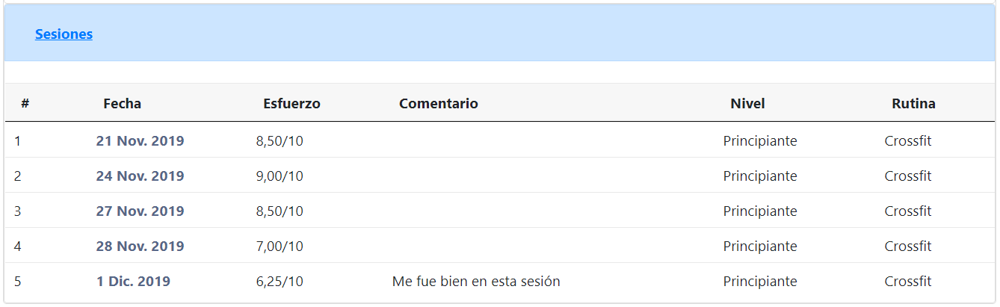 Sesiones
# Fecha Esfuerzo Comentario Nivel Rutina
1 21 Nov. 2019 8,50/10 Principiante Crossfit
2 24 Nov. 2019 9,00/10 Principiante Crossfit
3 27 Nov. 2019 8,50/10 Principiante Crossfit
4 28 Nov. 2019 7,00/10 Principiante Crossfit
5 1 Dic. 2019 6,25/10 Me fue bien en esta sesión Principiante Crossfit